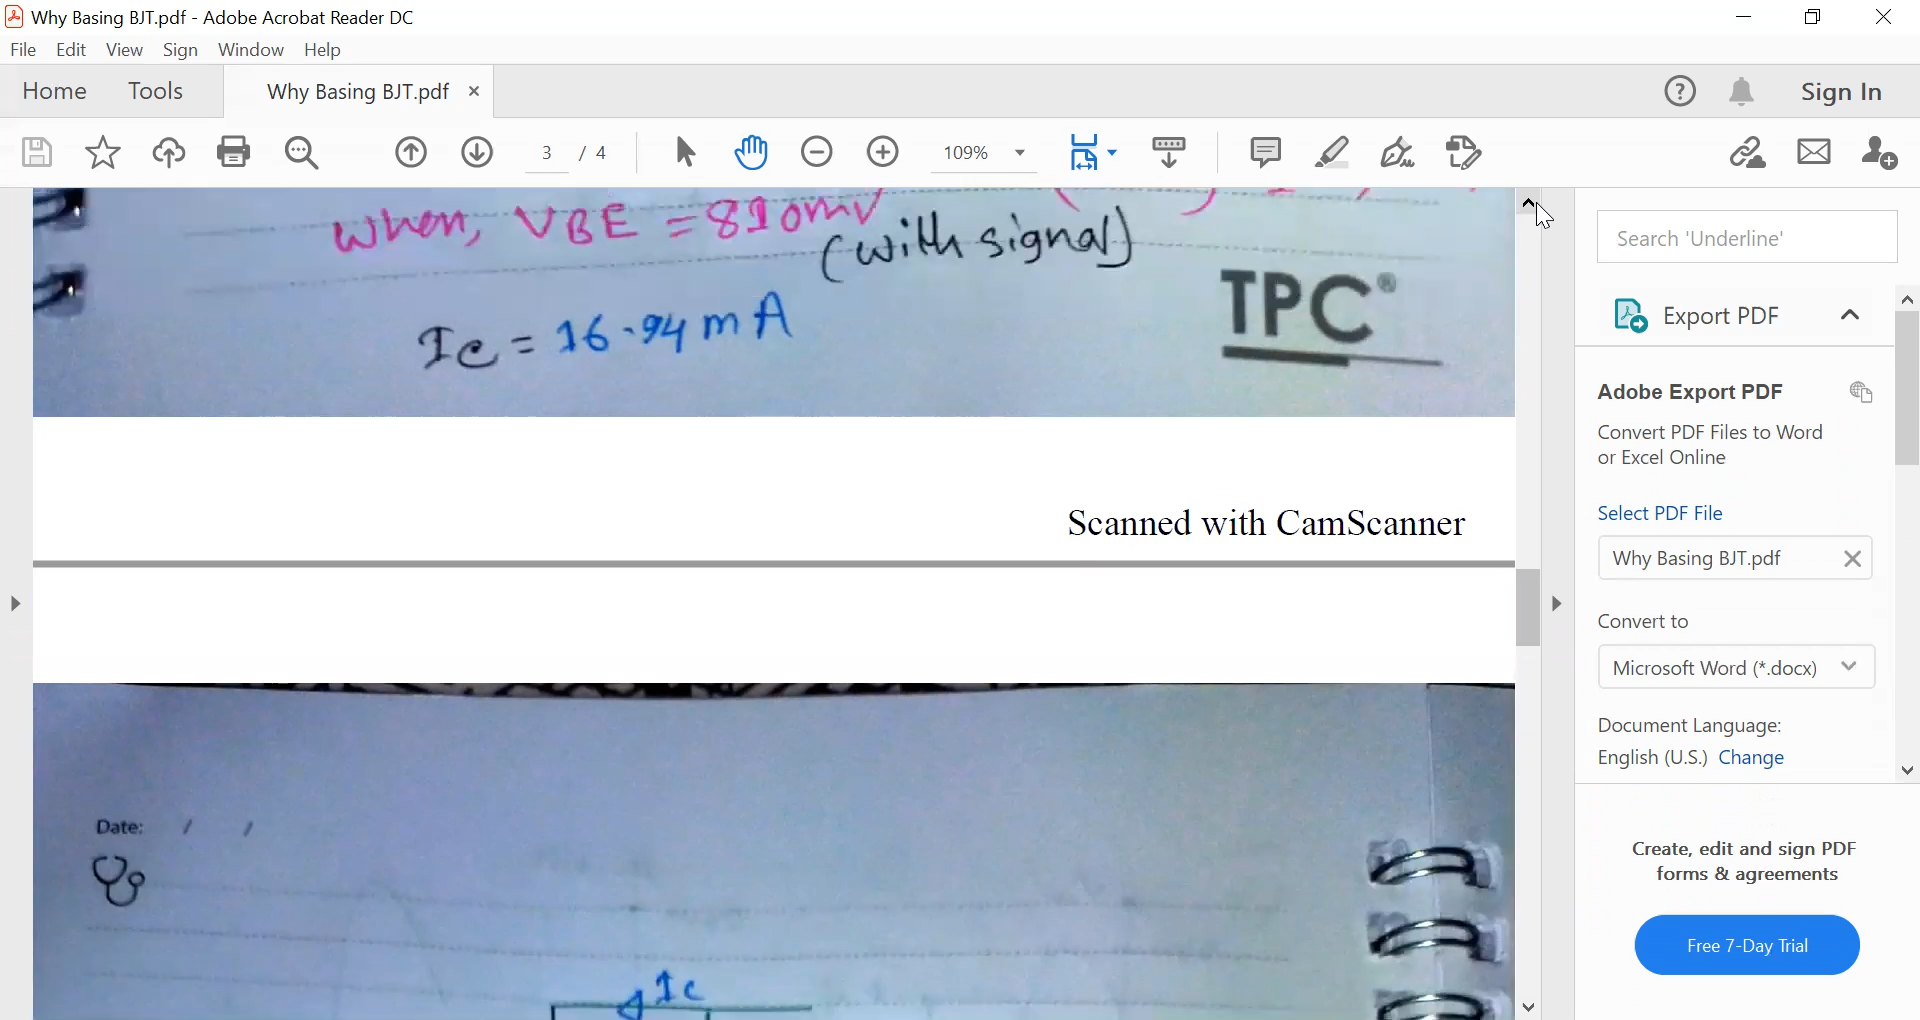 Why Basing BJT.pdf - Adobe Acrobat Reader DC
File Edit View Sign Window Help
Home Tools Why Basing BJT.pdf × Sign In
3 / 4 109%
when, VBE = 810mV
(with signal)
TPC®
Ic = 16.94 mA
Scanned with CamScanner
Date: / /
Ic
Search 'Underline'
Export PDF
Adobe Export PDF
Convert PDF Files to Word
or Excel Online
Select PDF File
Why Basing BJT.pdf
Convert to
Microsoft Word (*.docx)
Document Language:
English (U.S.) Change
Create, edit and sign PDF
forms & agreements
Free 7-Day Trial